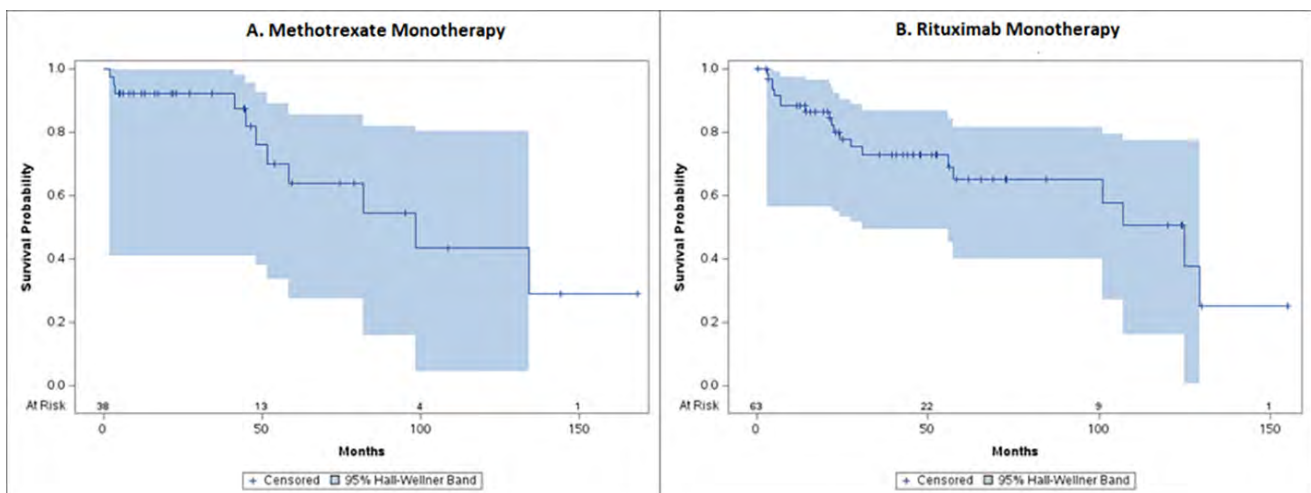 A. Methotrexate Monotherapy
1.0
0.8
0.6
0.4
0.2
0.0
Survival Probability
At Risk 38 13 4 1
0 50 100 150
Months
+ Censored 95% Hall-Wellner Band
B. Rituximab Monotherapy
1.0
0.8
0.6
0.4
0.2
0.0
Survival Probability
At Risk 63 22 9 1
0 50 100 150
Months
+ Censored 95% Hall-Wellner Band